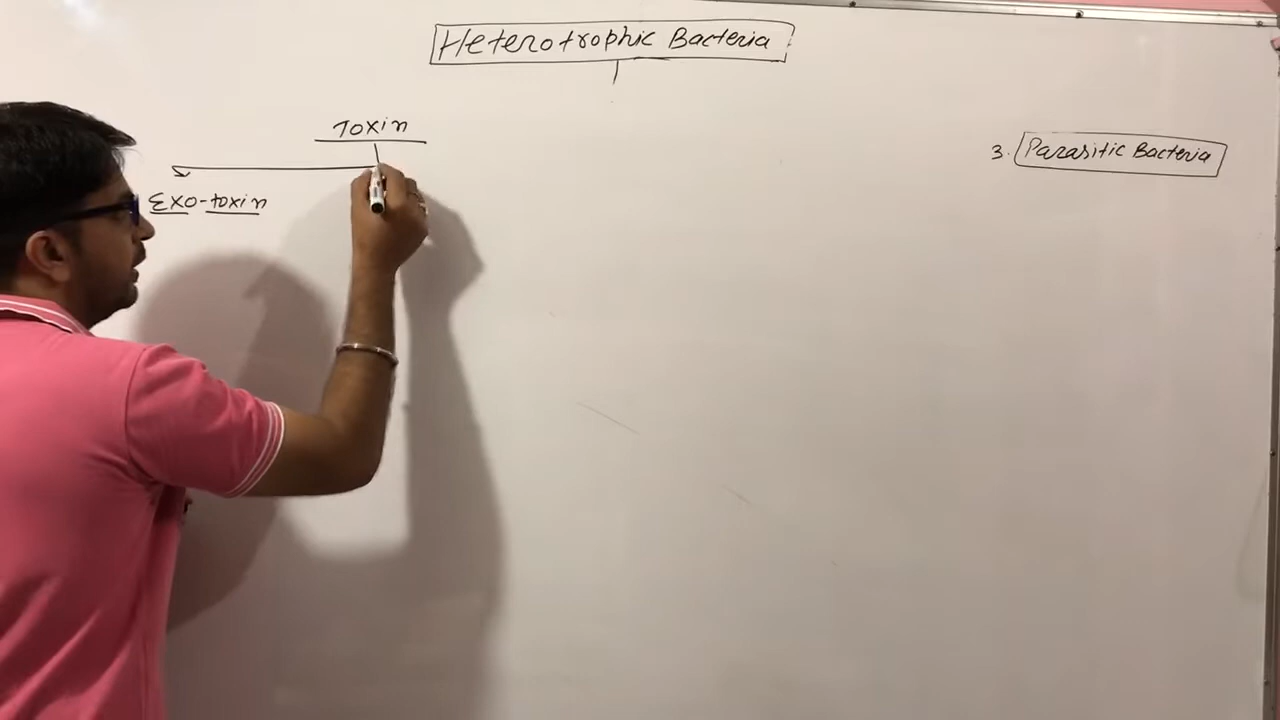 Heterotrophic Bacteria
Toxin
3. Parasitic Bacteria
Exo-toxin